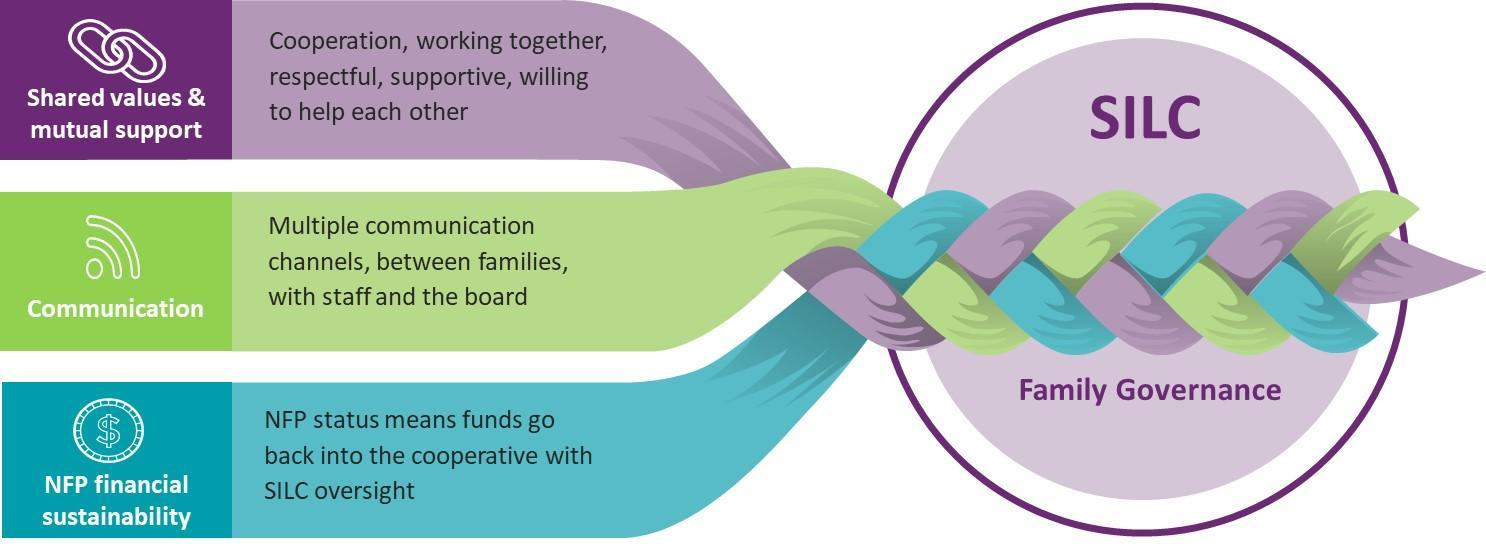 Shared values &
mutual support
Cooperation, working together,
respectful, supportive, willing
to help each other
Communication
Multiple communication
channels, between families,
with staff and the board
$
NFP financial
sustainability
NFP status means funds go
back into the cooperative with
SILC oversight
SILC
Family Governance